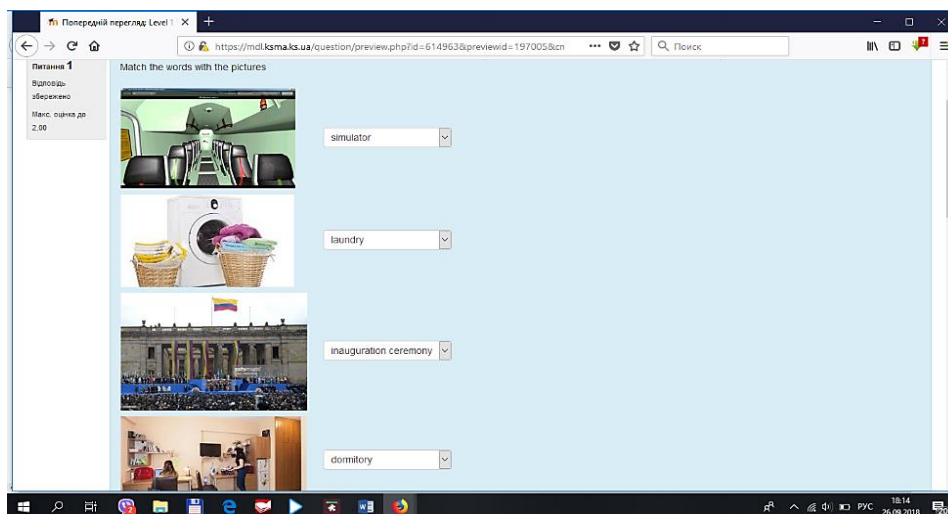 Попередній перегляд: Level 1
https://mdl.ksma.ks.ua/question/preview.php?id=614963&previewid=197005&cn
Поиск
Питання 1
Відповідь
збережено
Макс. оцінка до
2,00
Match the words with the pictures
simulator
laundry
inauguration ceremony
dormitory
РУС
18:14
26.09.2018